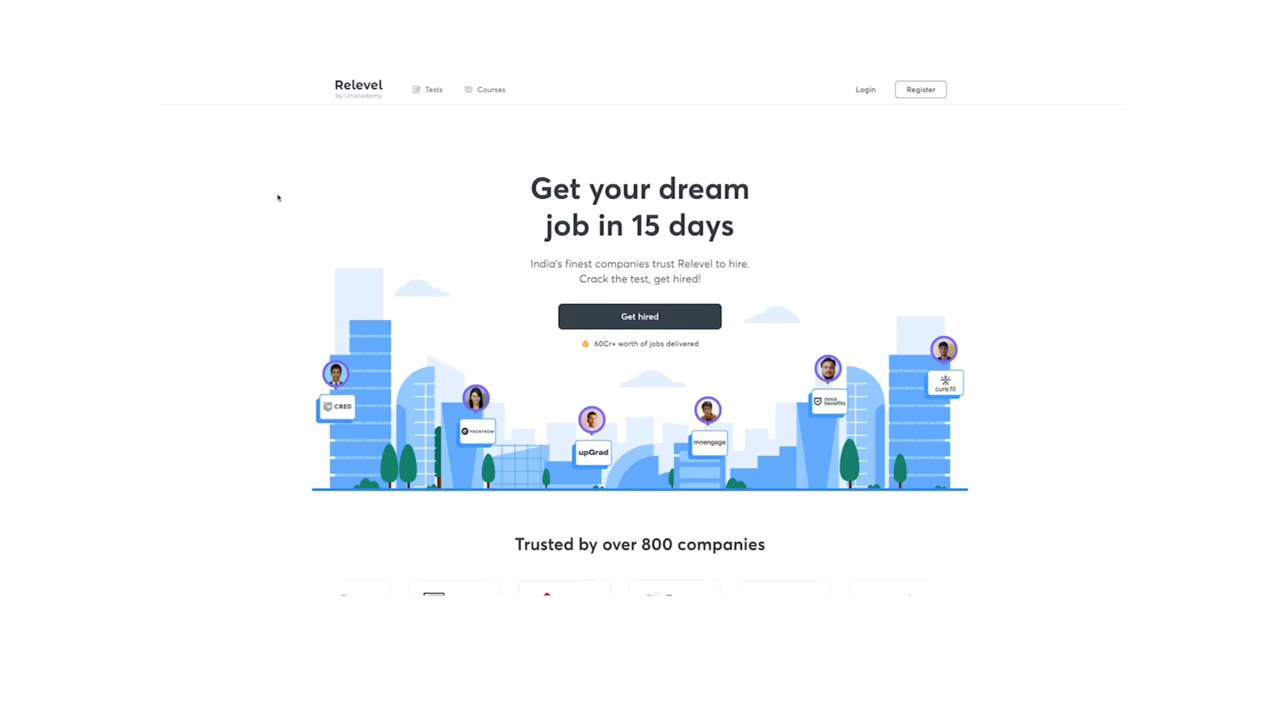 Relevel
by Unacademy
Tests
Courses
Login
Register
Get your dream
job in 15 days
India's finest companies trust Relevel to hire.
Crack the test, get hired!
Get hired
60Cr+ worth of jobs delivered
CRED
FRONTROW
upGrad
moengage
nova
benefits
cure.fit
Trusted by over 800 companies